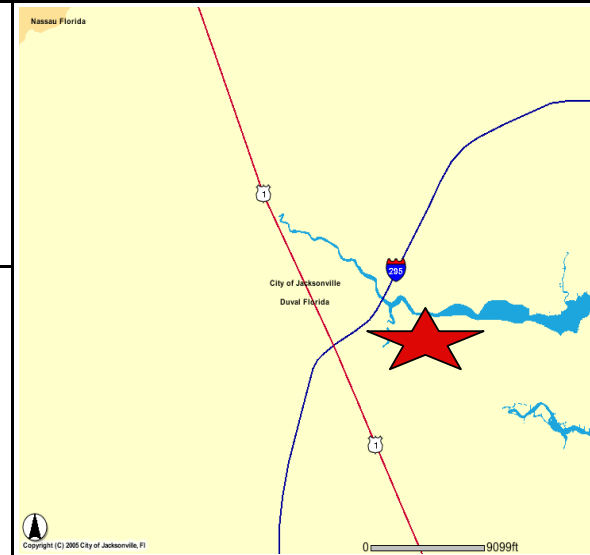 Nassau Florida
1
295
City of Jacksonville
Duval Florida
1
Copyright (C) 2005 City of Jacksonville, Fl
0 9099ft